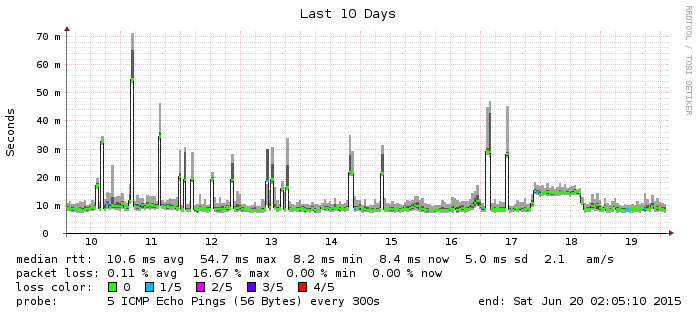 Last 10 Days
RRDTOOL / TOBI OETIKER
Seconds
70 m
60 m
50 m
40 m
30 m
20 m
10 m
0
10 11 12 13 14 15 16 17 18 19
median rtt: 10.6 ms avg 54.7 ms max 8.2 ms min 8.4 ms now 5.0 ms sd 2.1 am/s
packet loss: 0.11 % avg 16.67 % max 0.00 % min 0.00 % now
loss color: 0 1/5 2/5 3/5 4/5
probe: 5 ICMP Echo Pings (56 Bytes) every 300s end: Sat Jun 20 02:05:10 2015